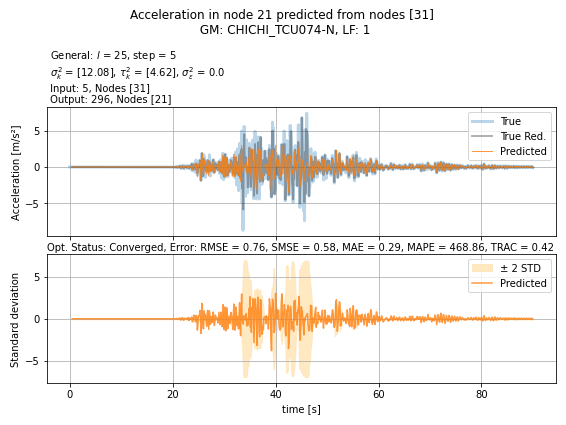 Acceleration in node 21 predicted from nodes [31]
GM: CHICHI_TCU074-N, LF: 1
General: l = 25, step = 5
σ²ₖ = [12.08], τ²ₖ = [4.62], σ²ε = 0.0
Input: 5, Nodes [31]
Output: 296, Nodes [21]
Acceleration [m/s²]
5
0
−5
True
True Red.
Predicted
Opt. Status: Converged, Error: RMSE = 0.76, SMSE = 0.58, MAE = 0.29, MAPE = 468.86, TRAC = 0.42
Standard deviation
5
0
−5
± 2 STD
Predicted
0 20 40 60 80
time [s]